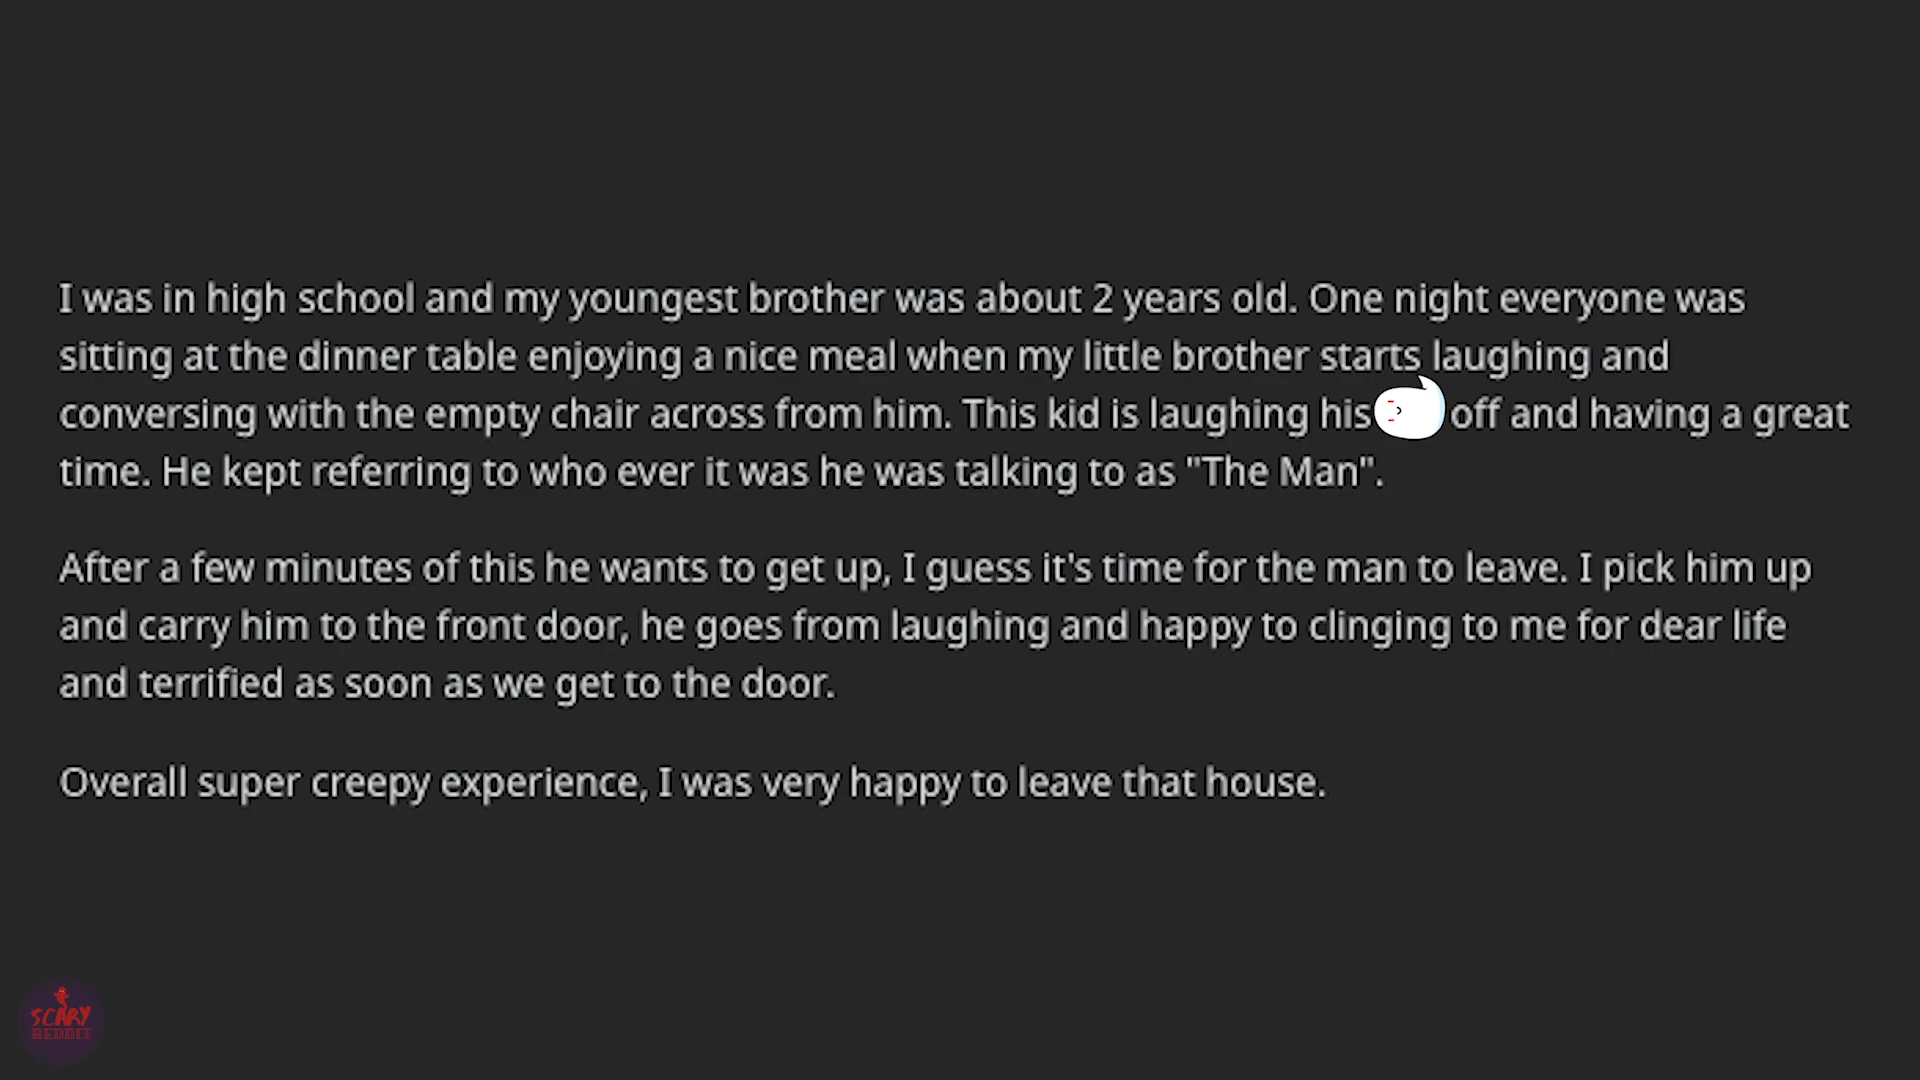 I was in high school and my youngest brother was about 2 years old. One night everyone was
sitting at the dinner table enjoying a nice meal when my little brother starts laughing and
conversing with the empty chair across from him. This kid is laughing his off and having a great
time. He kept referring to who ever it was he was talking to as "The Man".
After a few minutes of this he wants to get up, I guess it's time for the man to leave. I pick him up
and carry him to the front door, he goes from laughing and happy to clinging to me for dear life
and terrified as soon as we get to the door.
Overall super creepy experience, I was very happy to leave that house.
SCARY
REDDIT